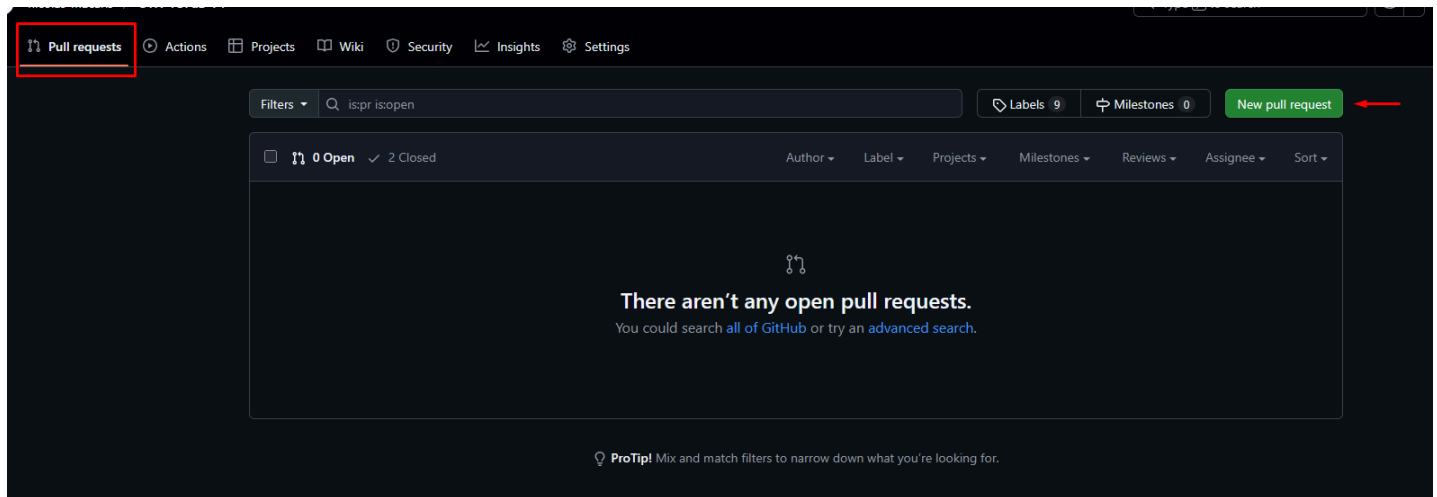 Pull requests Actions Projects Wiki Security Insights Settings
Filters is:pr is:open Labels 9 Milestones 0 New pull request
0 Open 2 Closed Author Label Projects Milestones Reviews Assignee Sort
There aren’t any open pull requests.
You could search all of GitHub or try an advanced search.
ProTip! Mix and match filters to narrow down what you’re looking for.